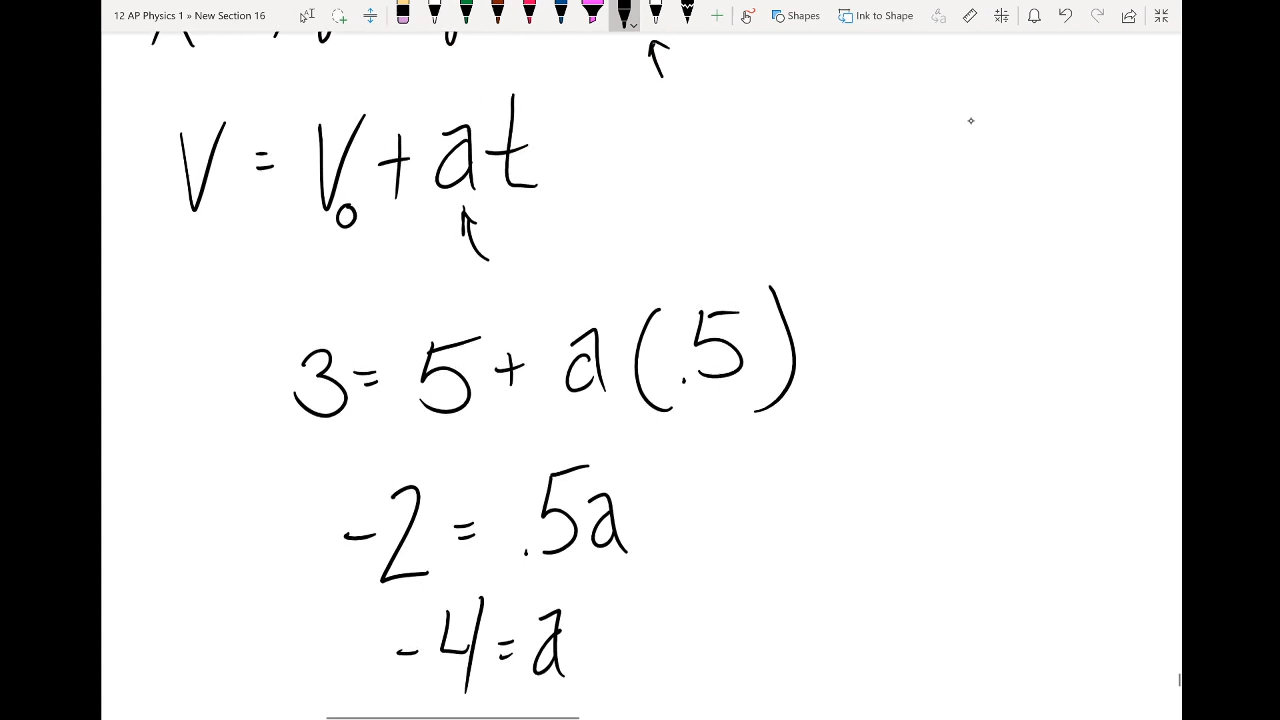 12 AP Physics 1 » New Section 16
Shapes
Ink to Shape
V = V₀ + at
3 = 5 + a (.5)
-2 = .5a
-4 = a